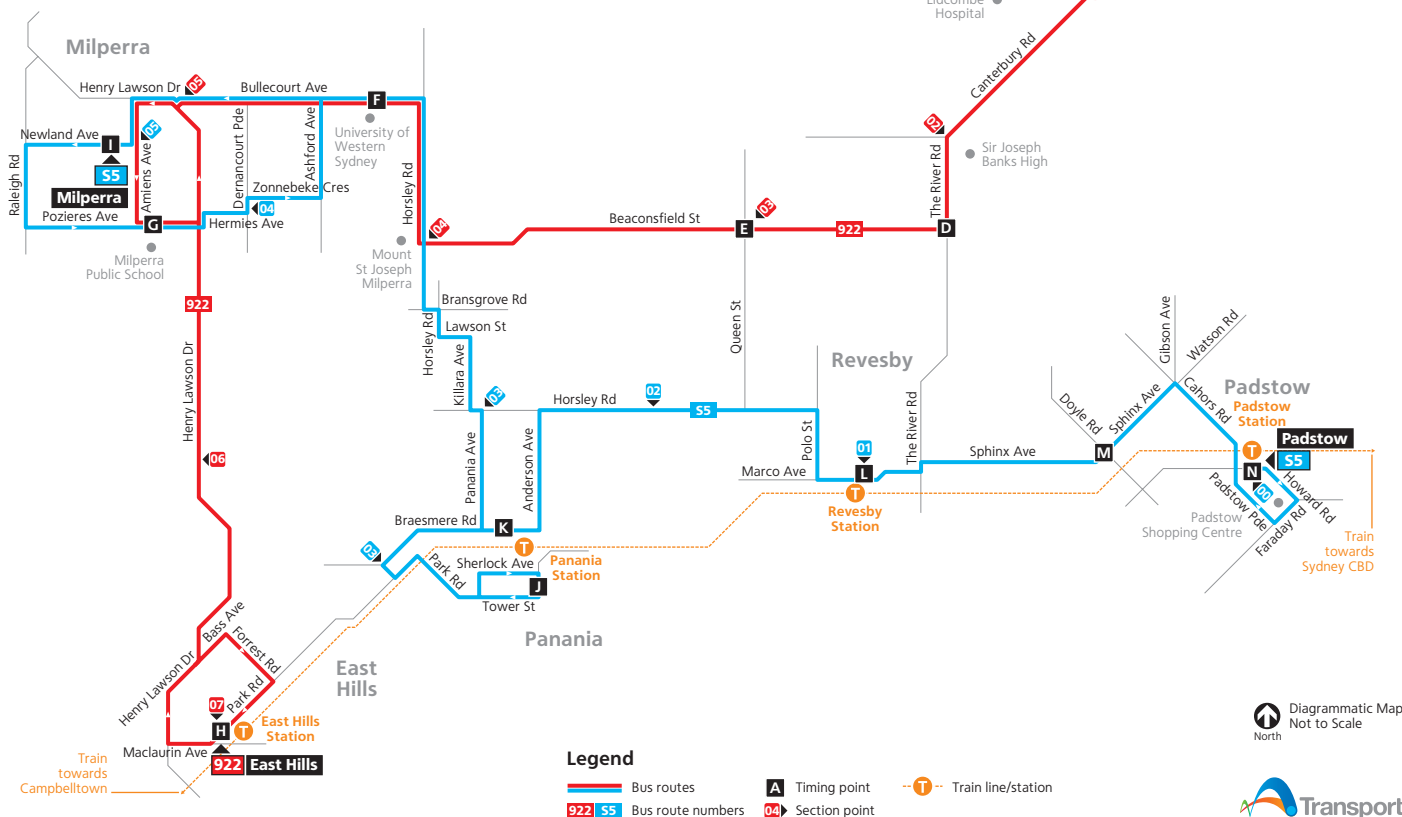 Lidcombe
Hospital
Milperra
Canterbury Rd
Henry Lawson Dr
05
Bullecourt Ave
F
02
University of
Western
Sydney
Newland Ave
I
05
Amiens Ave
Dernancourt Pde
Ashford Ave
Raleigh Rd
S5
Milperra
Sir Joseph
Banks High
The River Rd
Horsley Rd
Zonnebeke Cres
04
Pozieres Ave
G
Hermies Ave
Milperra
Public School
04
Mount
St Joseph
Milperra
Beaconsfield St
E
03
922
D
922
Bransgrove Rd
Lawson St
Horsley Rd
Killara Ave
Queen St
Revesby
Gibson Ave
Watson Rd
Henry Lawson Dr
03
Horsley Rd
02
S5
Polo St
Doyle Rd
Sphinx Ave
Cahors Rd
Padstow
Padstow
Station
T
Padstow
S5
06
Panania Ave
Anderson Ave
01
Marco Ave
L
The River Rd
Sphinx Ave
M
N
00
Howard Rd
Padstow Pde
Faraday Rd
Padstow
Shopping Centre
T
Revesby
Station
Braesmere Rd
K
03
T
Panania
Station
Park Rd
Sherlock Ave
J
Tower St
Train
towards
Sydney CBD
Panania
Bass Ave
Forrest Rd
East
Hills
Henry Lawson Dr
Park Rd
07
H
T
East Hills
Station
Maclaurin Ave
922
East Hills
Train
towards
Campbelltown
Diagrammatic Map
Not to Scale
North
Legend
Bus routes
A
Timing point
T
Train line/station
922
S5
Bus route numbers
04
Section point
Transport